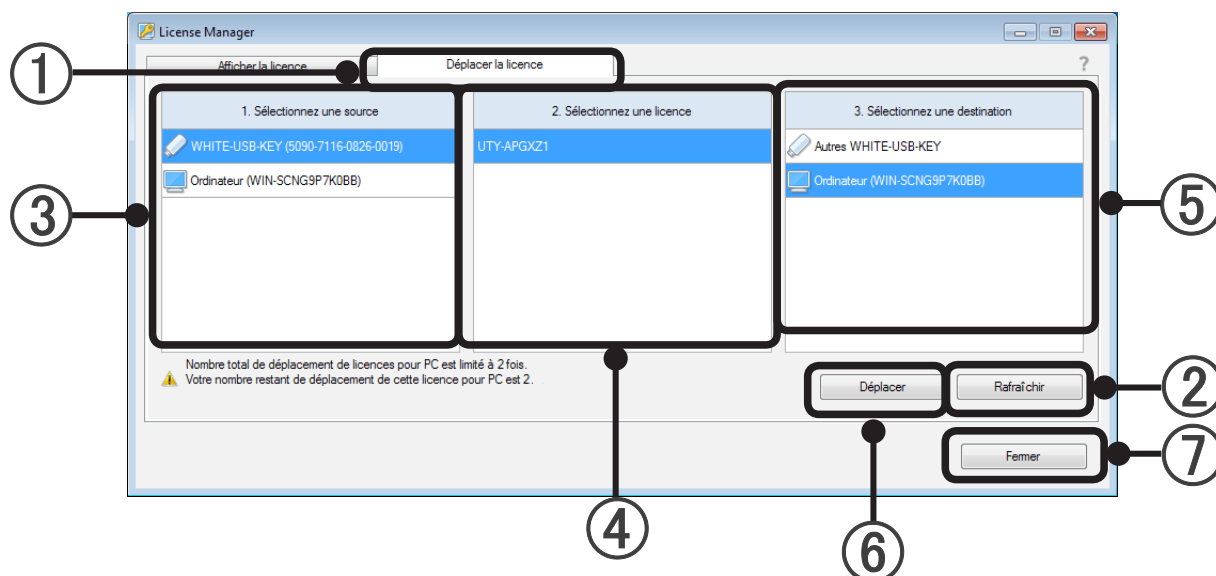 License Manager
Afficher la licence
Déplacer la licence
?
1. Sélectionnez une source
2. Sélectionnez une licence
3. Sélectionnez une destination
WHITE-USB-KEY (5090-7116-0826-0019)
UTY-APGXZ1
Autres WHITE-USB-KEY
Ordinateur (WIN-SCNG9P7K0BB)
Ordinateur (WIN-SCNG9P7K0BB)
Nombre total de déplacement de licences pour PC est limité à 2 fois.
Votre nombre restant de déplacement de cette licence pour PC est 2.
Déplacer
Rafraîchir
Fermer
1
3
5
2
7
4
6